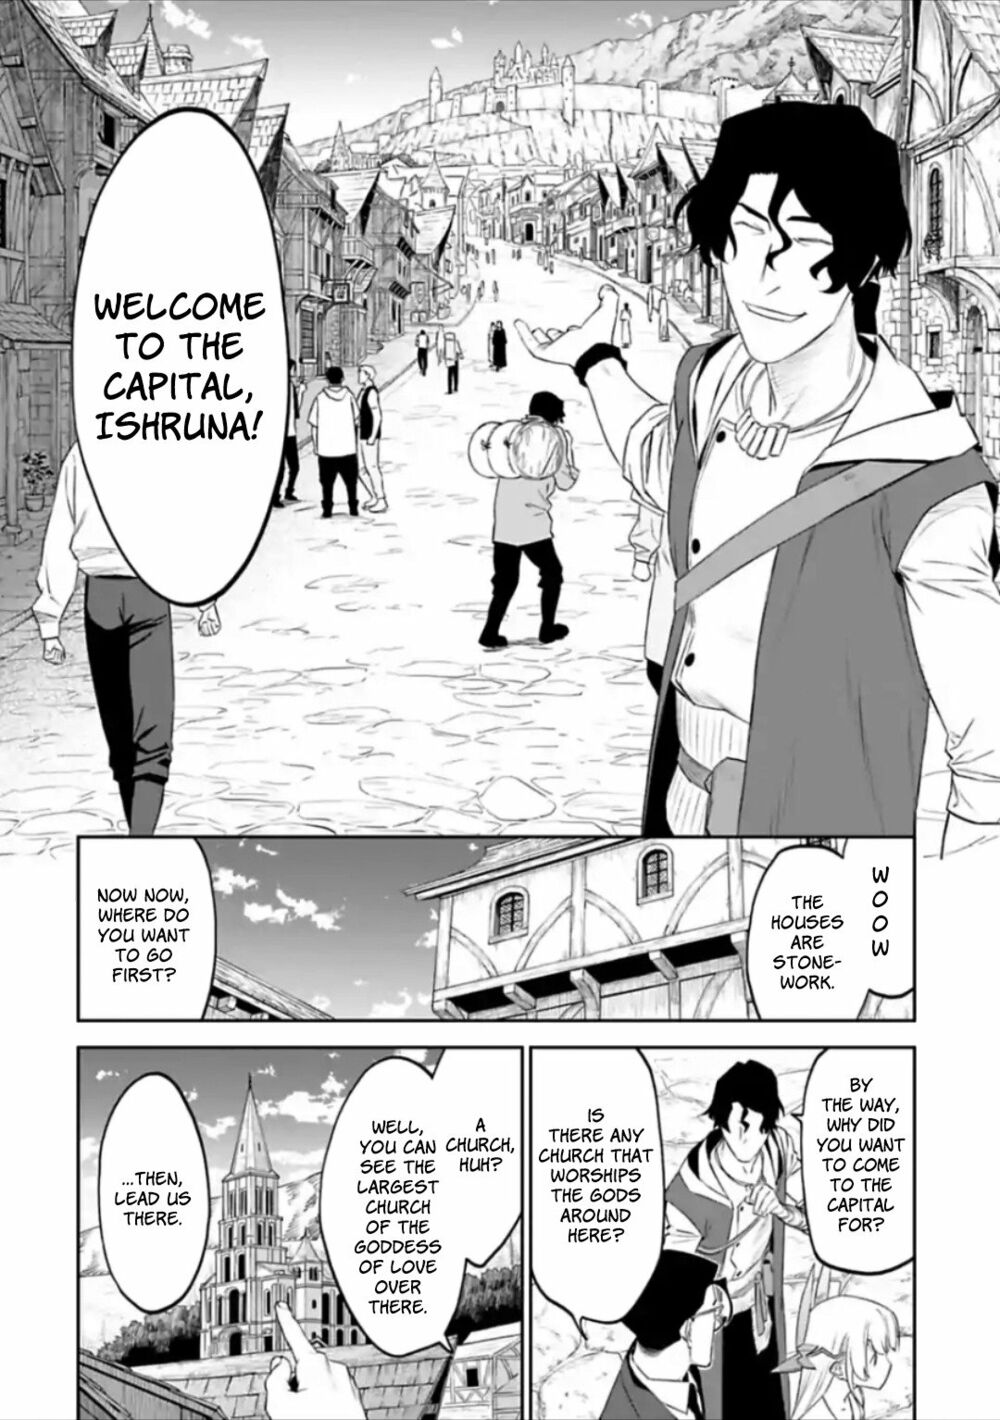 WELCOME
TO THE
CAPITAL,
ISHRUNA!
WOOOW
THE
HOUSES
ARE
STONE-
WORK.
NOW NOW,
WHERE DO
YOU WANT
TO GO
FIRST?
BY
THE WAY,
WHY DID
YOU WANT
TO COME
TO THE
CAPITAL
FOR?
IS
THERE ANY
CHURCH THAT
WORSHIPS
THE GODS
AROUND
HERE?
A
CHURCH,
HUH?
WELL,
YOU CAN
SEE THE
LARGEST
CHURCH
OF THE
GODDESS
OF LOVE
OVER
THERE.
...THEN,
LEAD US
THERE.